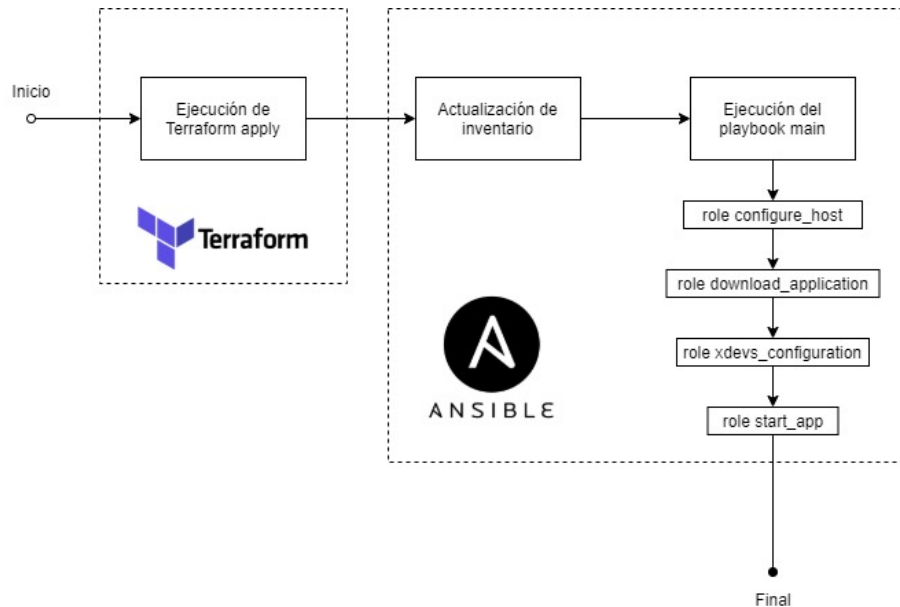 Inicio
Ejecución de
Terraform apply
Terraform
Actualización de
inventario
Ejecución del
playbook main
role configure_host
role download_application
role xdevs_configuration
role start_app
ANSIBLE
Final